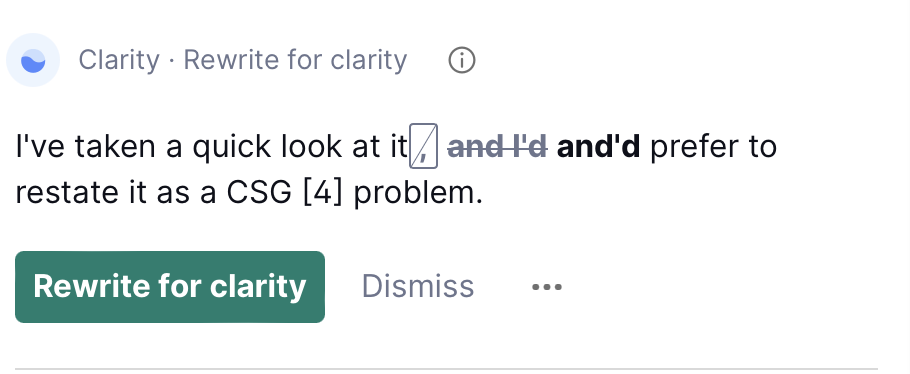 Clarity · Rewrite for clarity
I've taken a quick look at it, and I'd and'd prefer to
restate it as a CSG [4] problem.
Rewrite for clarity Dismiss ...